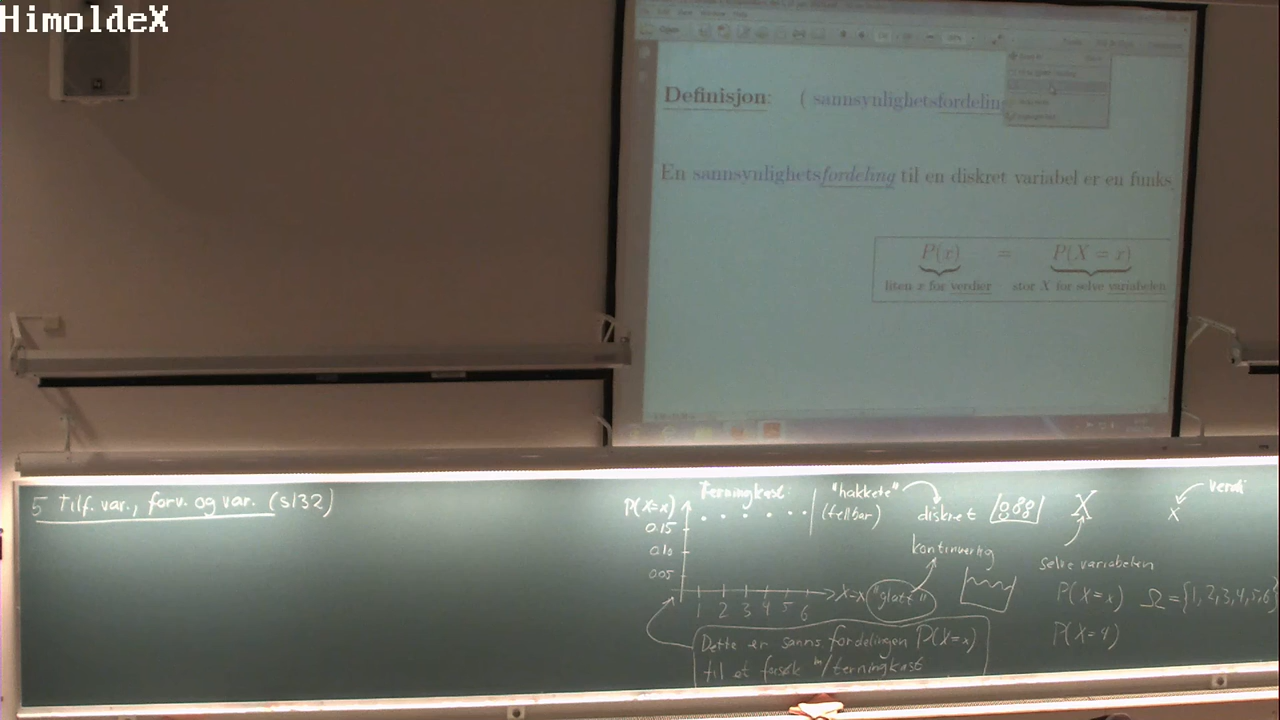 HimoldeX
Definisjon: ( sannsynlighetsfordelin
En sannsynlighetsfordeling til en diskret variabel er en funks
P(x) = P(X = x)
liten x for verdier stor X for selve variabelen
5 Tilf. var., forv. og var. (s132)
P(X=x)
Terningkast:
0.15
0.10
0.05
1 2 3 4 5 6
X=x
"hakkete"
(tellbar)
diskret
kontinuerlig
"glatt"
X
selve variabelen
verdi
x
P(X=x) Ω={1,2,3,4,5,6}
P(X=4)
Dette er sanns.fordelingen P(X=x)
til et forsøk m/terningkast